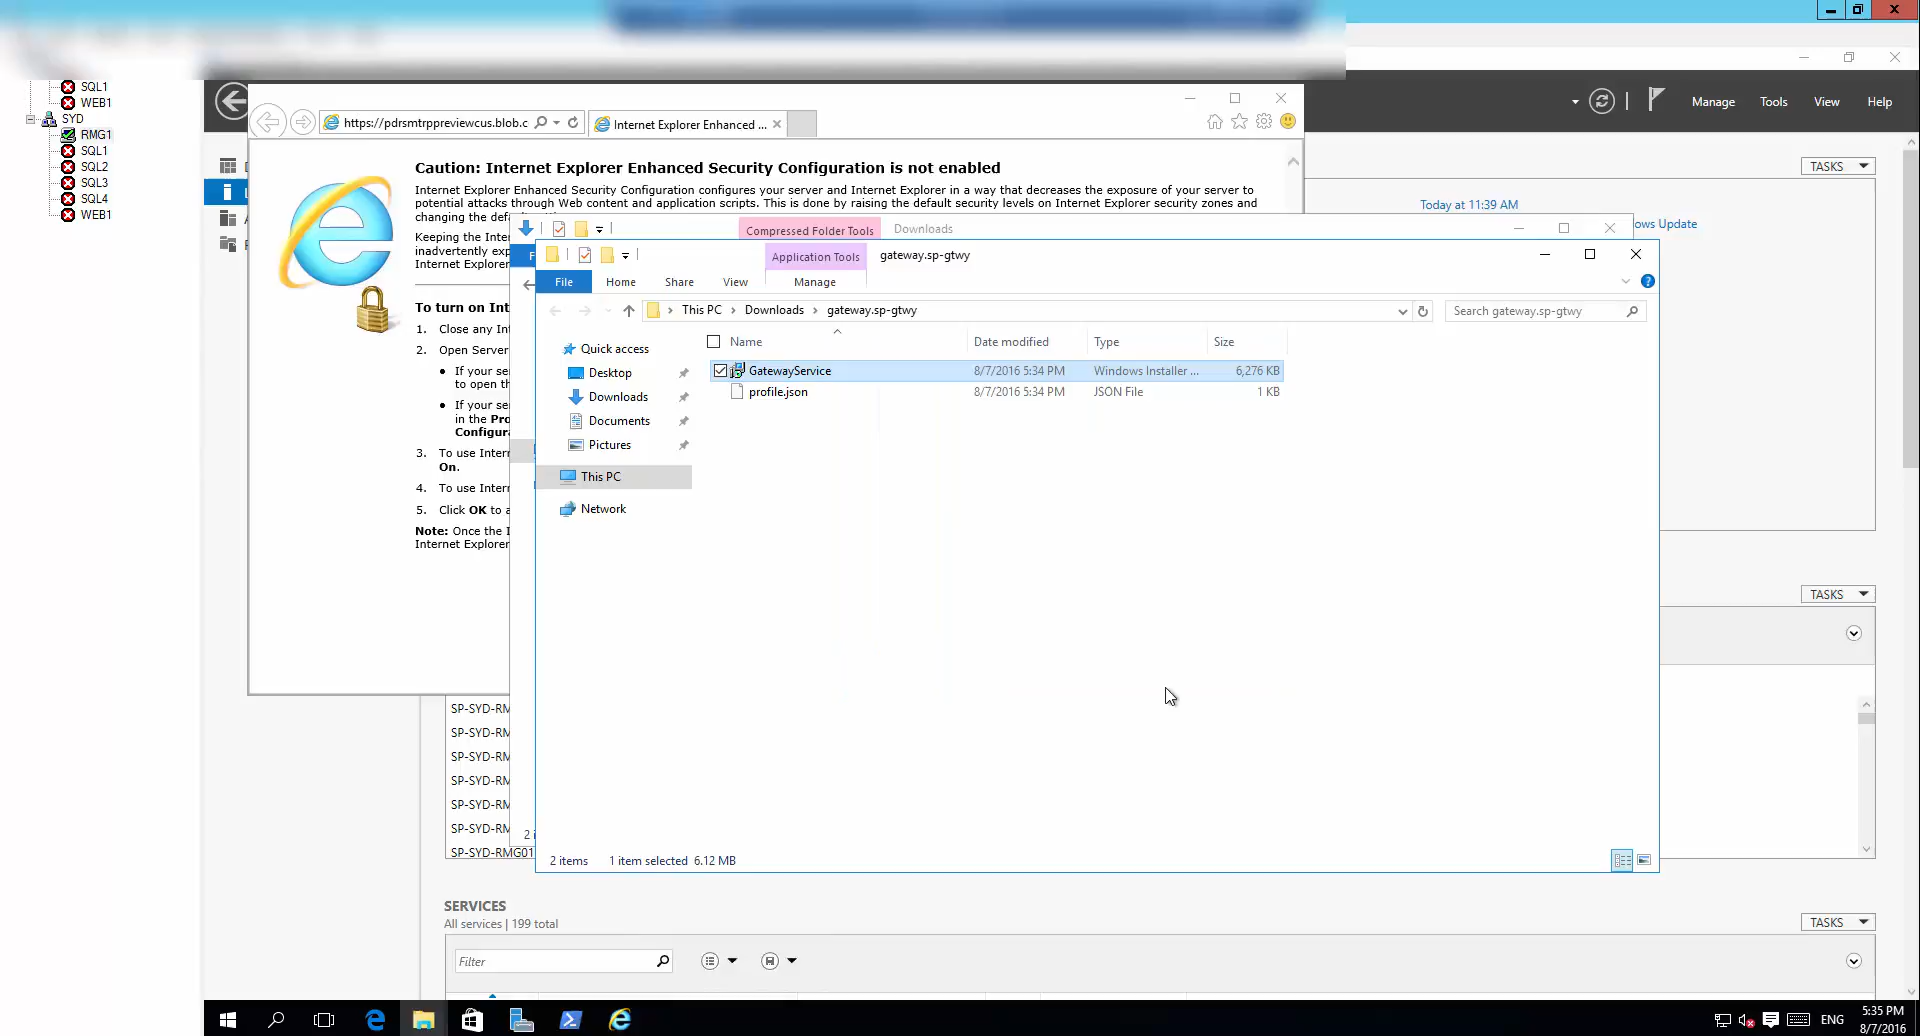 SQL1
WEB1
SYD
RMG1
SQL1
SQL2
SQL3
SQL4
WEB1
https://pdrsmtrppreviewcus.blob.c
Internet Explorer Enhanced ...
Manage
Tools
View
Help
Caution: Internet Explorer Enhanced Security Configuration is not enabled
Internet Explorer Enhanced Security Configuration configures your server and Internet Explorer in a way that decreases the exposure of your server to
potential attacks through Web content and application scripts. This is done by raising the default security levels on Internet Explorer security zones and
changing the def
Keeping the Inte
inadvertently exp
Internet Explorer
To turn on Int
1. Close any Int
2. Open Server
If your se
to open th
If your se
in the Pro
Configura
3. To use Intern
On.
4. To use Intern
5. Click OK to a
Note: Once the I
Internet Explorer
TASKS
Today at 11:39 AM
ows Update
Compressed Folder Tools
Downloads
F
Application Tools
gateway.sp-gtwy
File
Home
Share
View
Manage
This PC
Downloads
gateway.sp-gtwy
Search gateway.sp-gtwy
Quick access
Desktop
Downloads
Documents
Pictures
This PC
Network
Name
Date modified
Type
Size
GatewayService
8/7/2016 5:34 PM
Windows Installer ...
6,276 KB
profile.json
8/7/2016 5:34 PM
JSON File
1 KB
2 items
1 item selected 6.12 MB
TASKS
SP-SYD-RM
SP-SYD-RM
SP-SYD-RM
SP-SYD-RM
SP-SYD-RM
SP-SYD-RM
SP-SYD-RMG01
2 i
SERVICES
All services | 199 total
TASKS
Filter
ENG
5:35 PM
8/7/2016